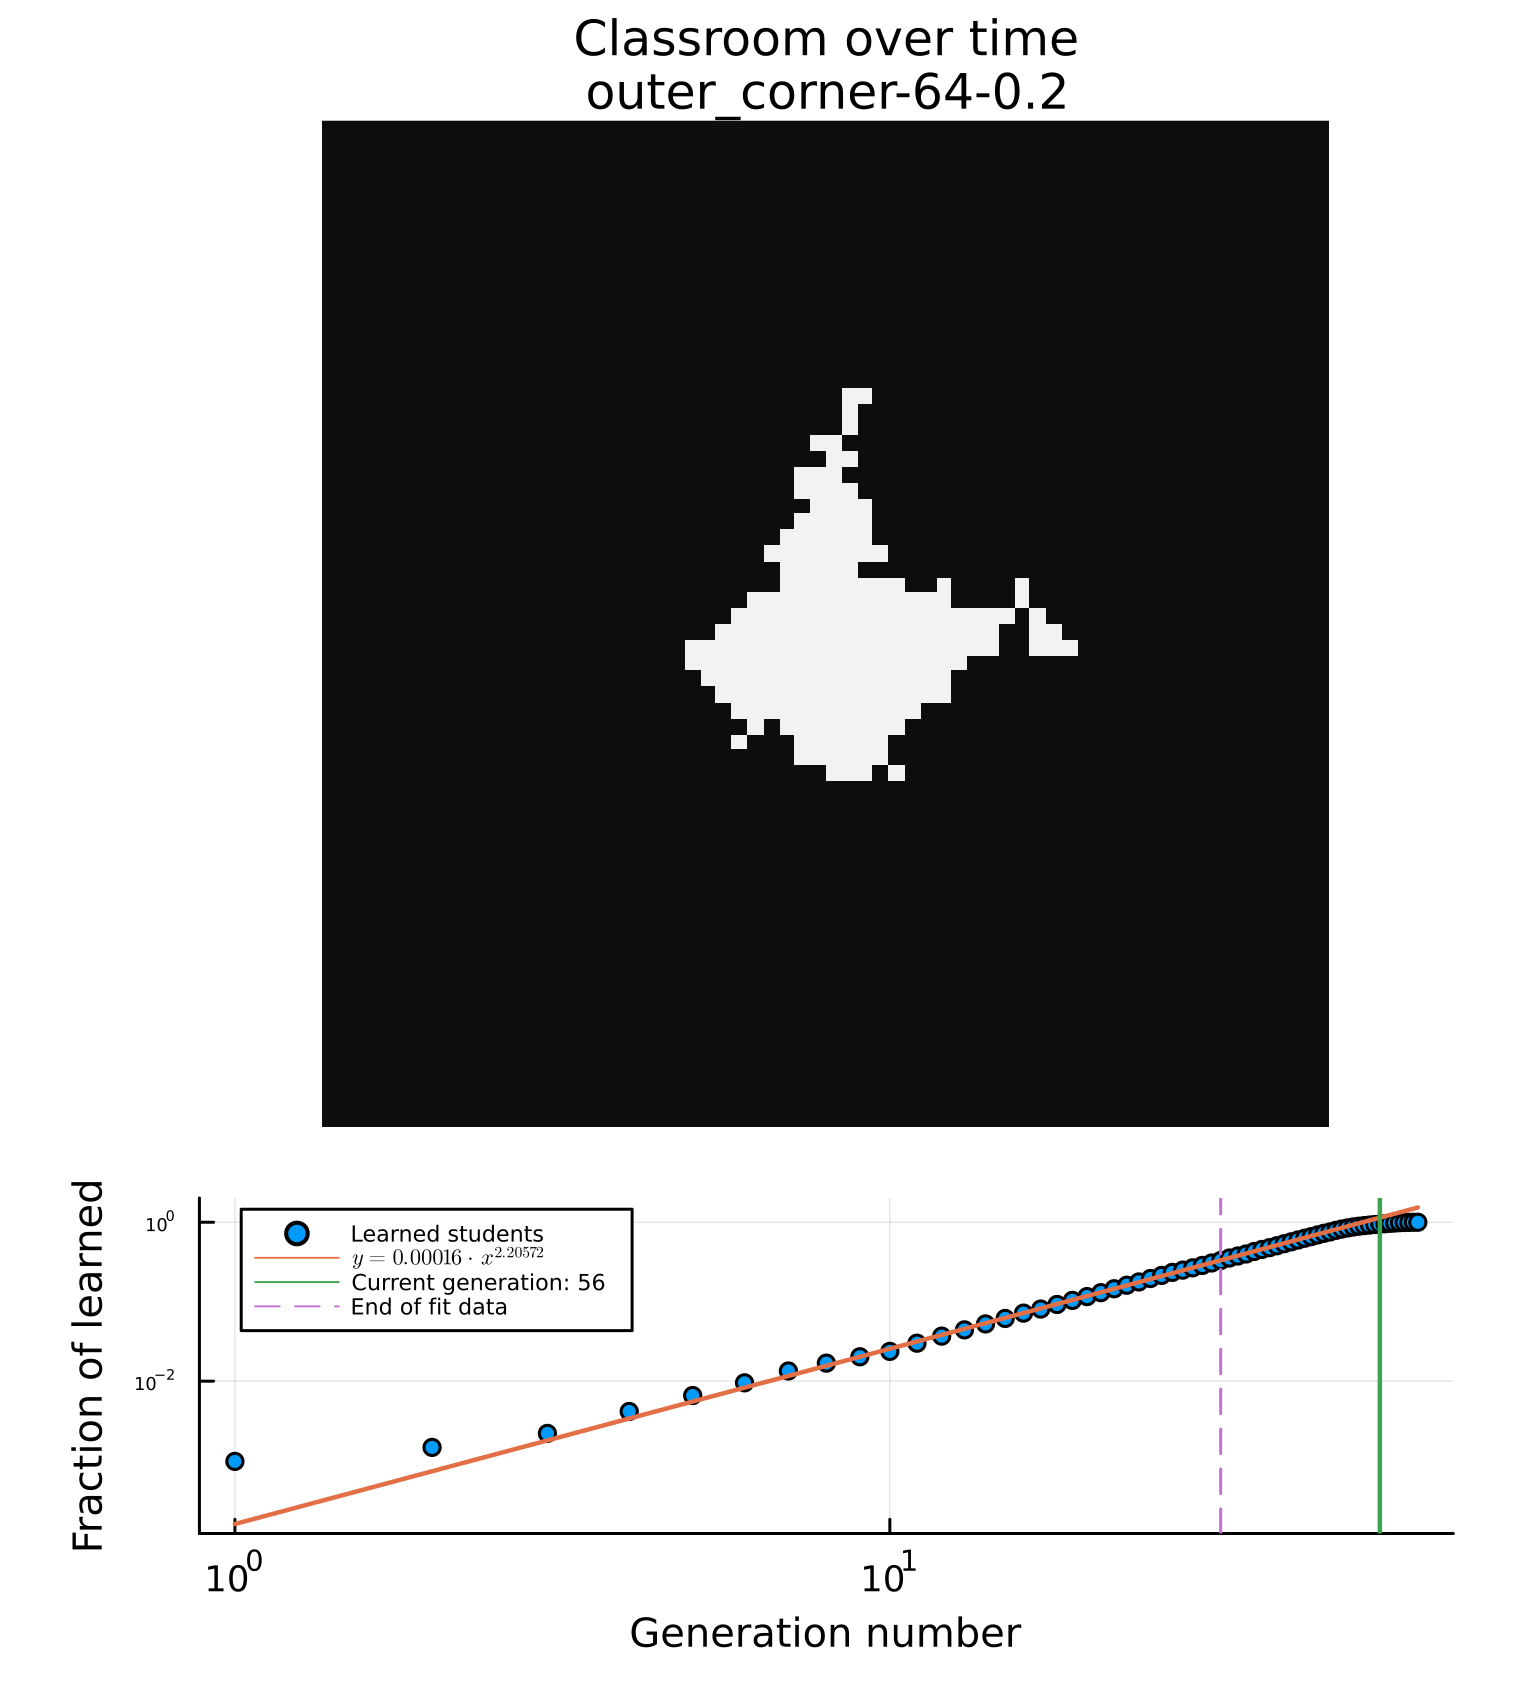 Classroom over time
outer_corner-64-0.2
Fraction of learned
10^0
10^-2
Learned students
y = 0.00016 · x^2.20572
Current generation: 56
End of fit data
10^0
10^1
Generation number